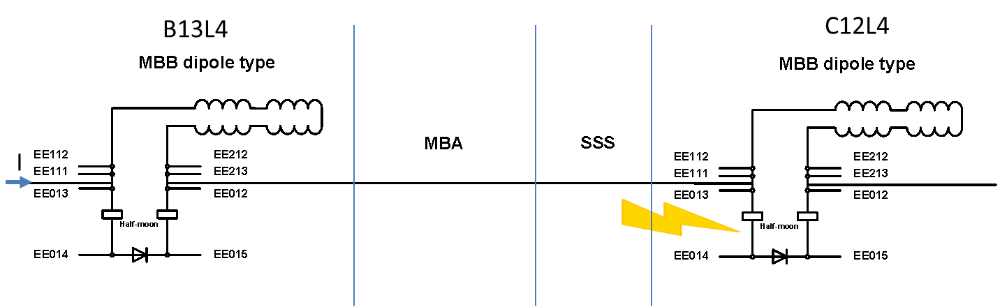 B13L4
C12L4
MBB dipole type
MBB dipole type
MBA
SSS
I
EE112
EE111
EE013
EE212
EE213
EE012
Half-moon
EE014
EE015
EE112
EE111
EE013
EE212
EE213
EE012
Half-moon
EE014
EE015